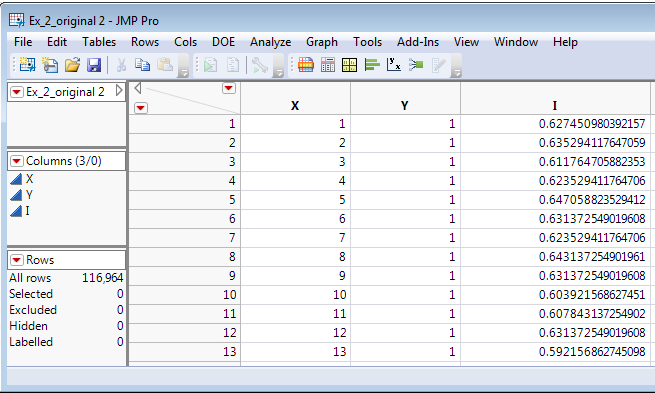 Ex_2_original 2 - JMP Pro
File Edit Tables Rows Cols DOE Analyze Graph Tools Add-Ins View Window Help
Ex_2_original 2
Columns (3/0)
X
Y
I
Rows
All rows 116,964
Selected 0
Excluded 0
Hidden 0
Labelled 0
X Y I
1 1 1 0.627450980392157
2 2 1 0.635294117647059
3 3 1 0.611764705882353
4 4 1 0.623529411764706
5 5 1 0.647058823529412
6 6 1 0.631372549019608
7 7 1 0.623529411764706
8 8 1 0.643137254901961
9 9 1 0.631372549019608
10 10 1 0.603921568627451
11 11 1 0.607843137254902
12 12 1 0.631372549019608
13 13 1 0.592156862745098